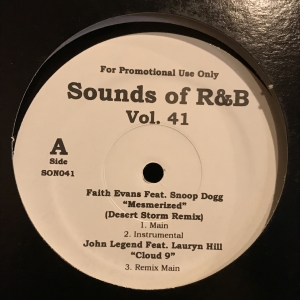 For Promotional Use Only
Sounds of R&B
Vol. 41
A
Side
SON041
Faith Evans Feat. Snoop Dogg
"Mesmerized"
(Desert Storm Remix)
1. Main
2. Instrumental
John Legend Feat. Lauryn Hill
"Cloud 9"
3. Remix Main